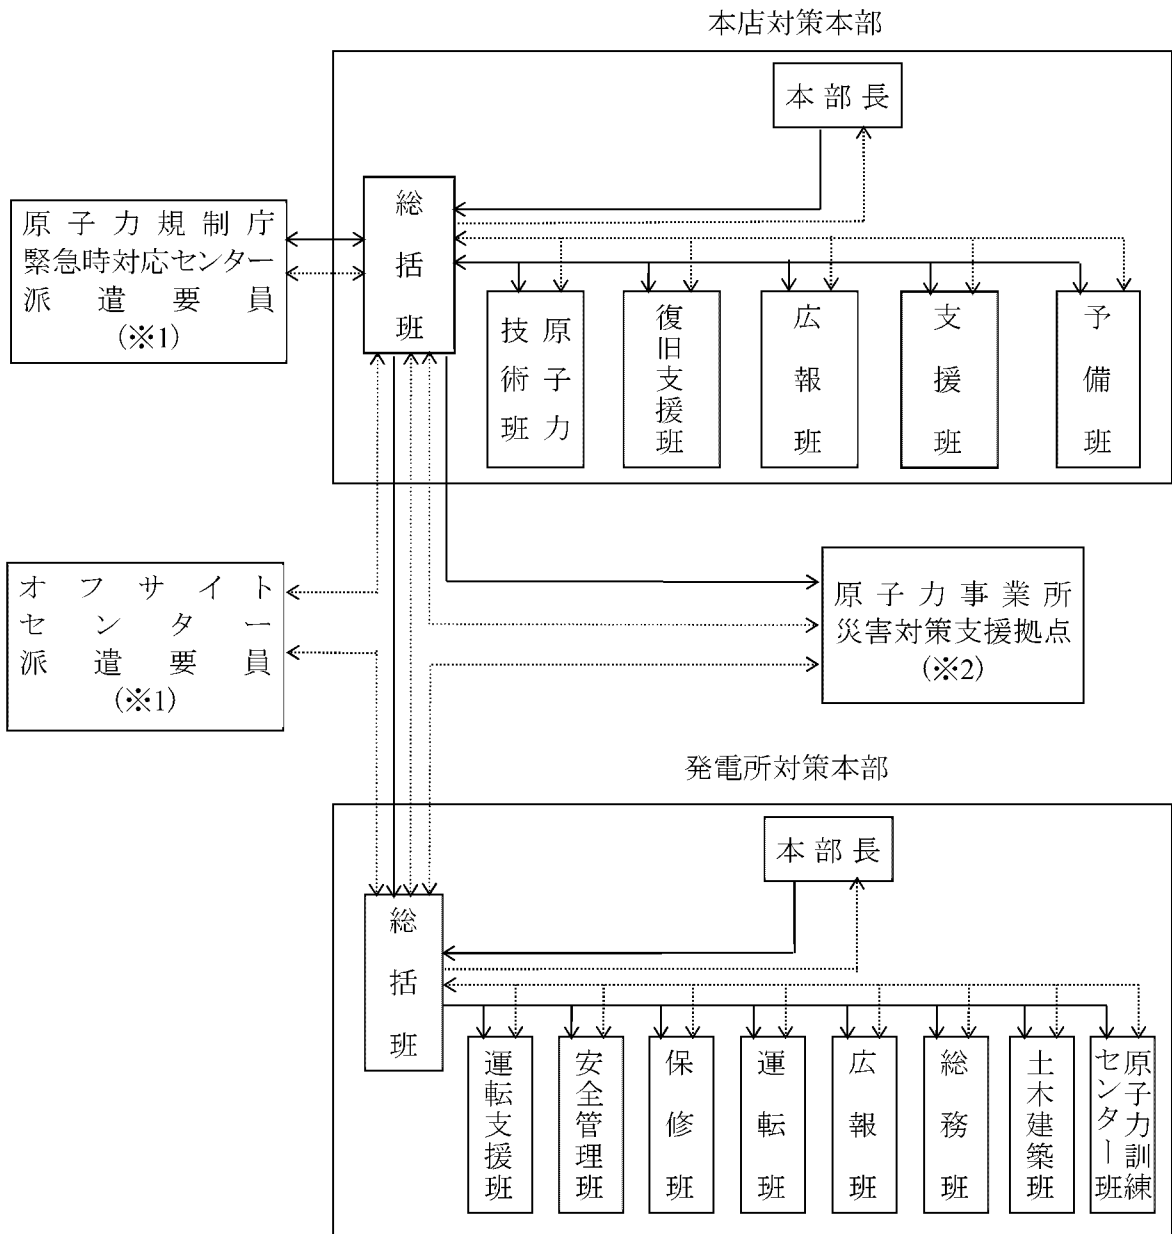 本店対策本部
本部長
総括班
原子力規制庁
緊急時対応センター
派遣要員
(※1)
原子力
技術班
復旧支援班
広報班
支援班
予備班
オフサイト
センター
派遣要員
(※1)
原子力事業所
災害対策支援拠点
(※2)
発電所対策本部
本部長
総括班
運転支援班
安全管理班
保修班
運転班
広報班
総務班
土木建築班
原子力訓練
センター班